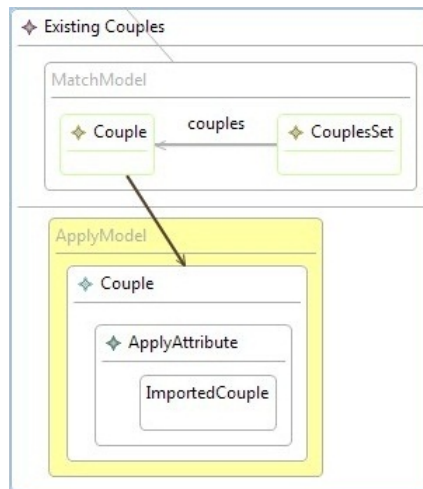 Existing Couples
MatchModel
Couple
couples
CouplesSet
ApplyModel
Couple
ApplyAttribute
ImportedCouple